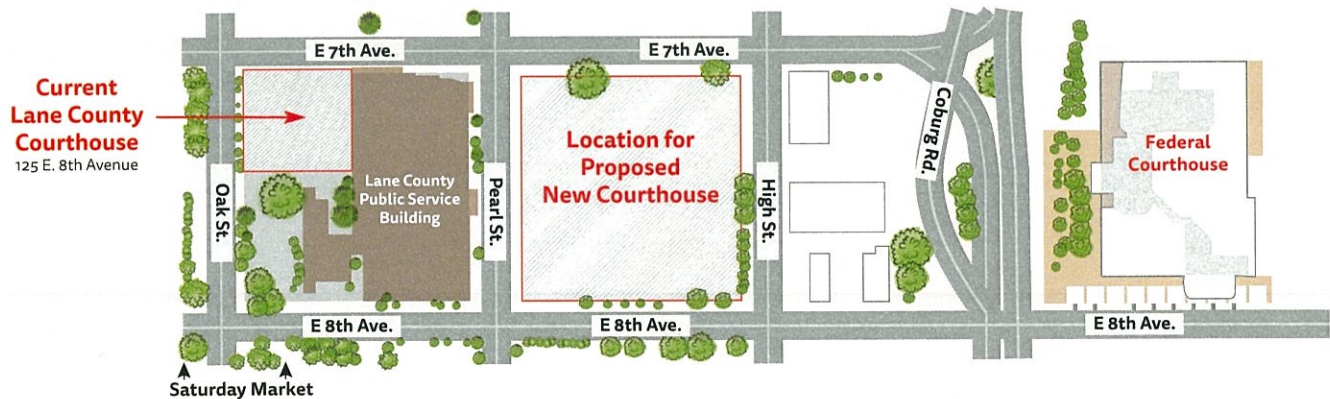 E 7th Ave.
E 7th Ave.
Current
Lane County
Courthouse
125 E. 8th Avenue
Oak St.
Lane County
Public Service
Building
Pearl St.
Location for
Proposed
New Courthouse
High St.
Coburg Rd.
Federal
Courthouse
E 8th Ave.
E 8th Ave.
E 8th Ave.
Saturday Market